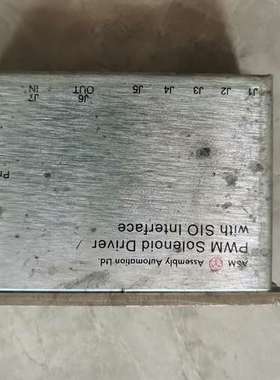 ASM Assembly Automation Ltd.
PWM Solenoid Driver/
with SIO Interface
J1
J2
J3
J4
J5
J6
OUT
J7
IN